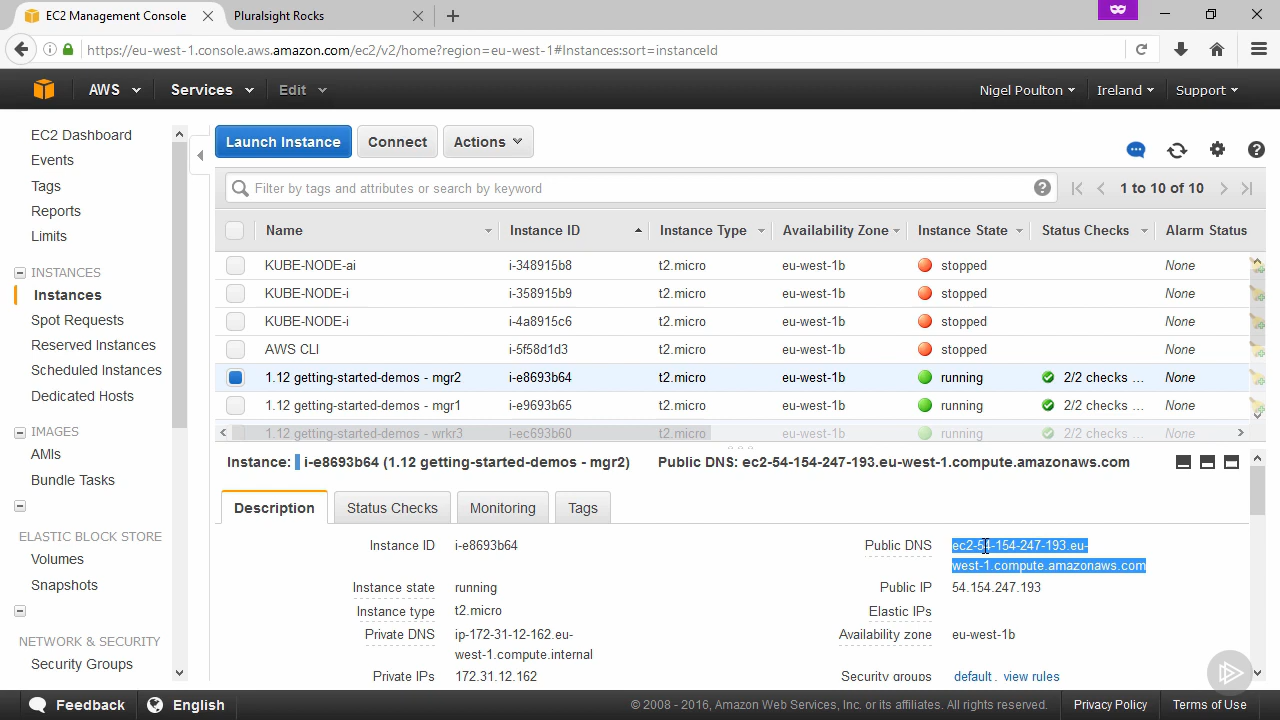 EC2 Management Console
Pluralsight Rocks
https://eu-west-1.console.aws.amazon.com/ec2/v2/home?region=eu-west-1#Instances:sort=instanceId
AWS Services Edit Nigel Poulton Ireland Support
EC2 Dashboard
Events
Tags
Reports
Limits
INSTANCES
Instances
Spot Requests
Reserved Instances
Scheduled Instances
Dedicated Hosts
IMAGES
AMIs
Bundle Tasks
ELASTIC BLOCK STORE
Volumes
Snapshots
NETWORK & SECURITY
Security Groups
Launch Instance Connect Actions
Filter by tags and attributes or search by keyword 1 to 10 of 10
Name Instance ID Instance Type Availability Zone Instance State Status Checks Alarm Status
KUBE-NODE-ai i-348915b8 t2.micro eu-west-1b stopped None
KUBE-NODE-i i-358915b9 t2.micro eu-west-1b stopped None
KUBE-NODE-i i-4a8915c6 t2.micro eu-west-1b stopped None
AWS CLI i-5f58d1d3 t2.micro eu-west-1b stopped None
1.12 getting-started-demos - mgr2 i-e8693b64 t2.micro eu-west-1b running 2/2 checks ... None
1.12 getting-started-demos - mgr1 i-e9693b65 t2.micro eu-west-1b running 2/2 checks ... None
1.12 getting-started-demos - wrkr3 i-ec693b60 t2.micro eu-west-1b running 2/2 checks ... None
Instance: i-e8693b64 (1.12 getting-started-demos - mgr2) Public DNS: ec2-54-154-247-193.eu-west-1.compute.amazonaws.com
Description Status Checks Monitoring Tags
Instance ID i-e8693b64
Instance state running
Instance type t2.micro
Private DNS ip-172-31-12-162.eu-
west-1.compute.internal
Private IPs 172.31.12.162
Public DNS ec2-54-154-247-193.eu-
west-1.compute.amazonaws.com
Public IP 54.154.247.193
Elastic IPs
Availability zone eu-west-1b
Security groups default . view rules
Feedback English © 2008 - 2016, Amazon Web Services, Inc. or its affiliates. All rights reserved. Privacy Policy Terms of Use